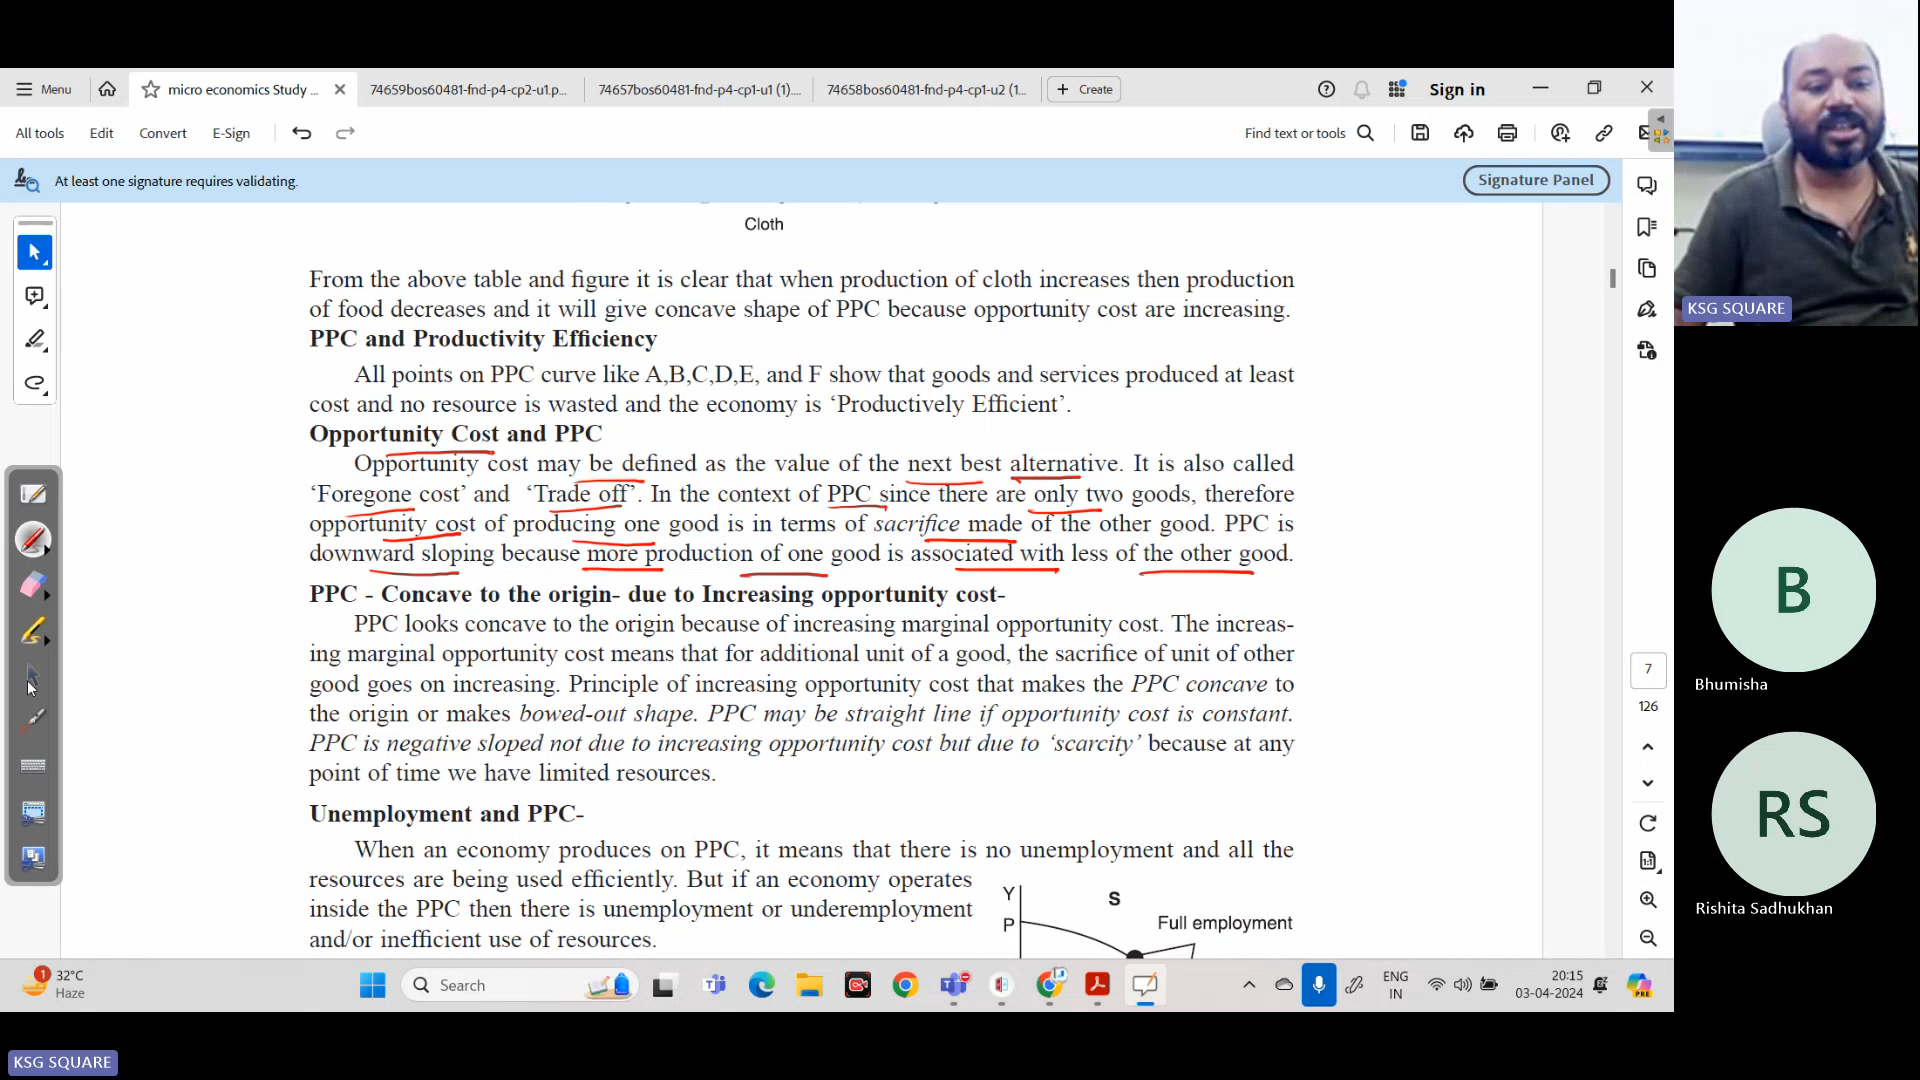 Menu
micro economics Study ...
74659bos60481-fnd-p4-cp2-u1.p...
74657bos60481-fnd-p4-cp1-u1 (1)....
74658bos60481-fnd-p4-cp1-u2 (1...
+ Create
Sign in
All tools
Edit
Convert
E-Sign
Find text or tools
At least one signature requires validating.
Signature Panel
Cloth
From the above table and figure it is clear that when production of cloth increases then production
of food decreases and it will give concave shape of PPC because opportunity cost are increasing.
PPC and Productivity Efficiency
All points on PPC curve like A,B,C,D,E, and F show that goods and services produced at least
cost and no resource is wasted and the economy is ‘Productively Efficient’.
Opportunity Cost and PPC
Opportunity cost may be defined as the value of the next best alternative. It is also called
‘Foregone cost’ and ‘Trade off’. In the context of PPC since there are only two goods, therefore
opportunity cost of producing one good is in terms of sacrifice made of the other good. PPC is
downward sloping because more production of one good is associated with less of the other good.
PPC - Concave to the origin- due to Increasing opportunity cost-
PPC looks concave to the origin because of increasing marginal opportunity cost. The increas-
ing marginal opportunity cost means that for additional unit of a good, the sacrifice of unit of other
good goes on increasing. Principle of increasing opportunity cost that makes the PPC concave to
the origin or makes bowed-out shape. PPC may be straight line if opportunity cost is constant.
PPC is negative sloped not due to increasing opportunity cost but due to ‘scarcity’ because at any
point of time we have limited resources.
Unemployment and PPC-
When an economy produces on PPC, it means that there is no unemployment and all the
resources are being used efficiently. But if an economy operates
inside the PPC then there is unemployment or underemployment
and/or inefficient use of resources.
Y
S
P
Full employment
7
126
KSG SQUARE
B
Bhumisha
RS
Rishita Sadhukhan
1
32°C
Haze
Search
ENG
IN
20:15
03-04-2024
PRE
KSG SQUARE